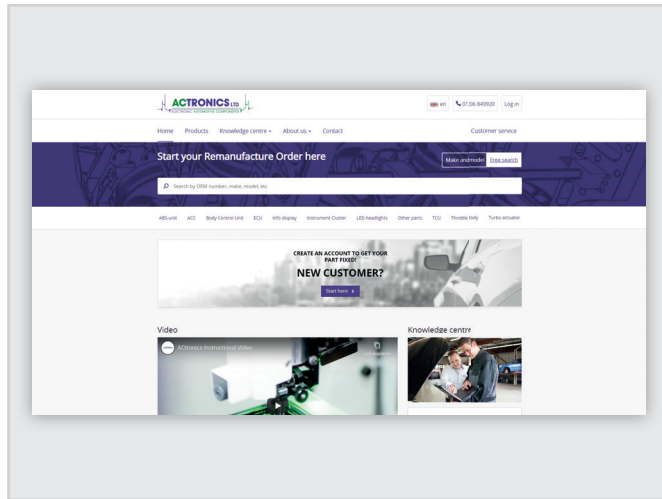 ACTRONICS LTD
ELECTRONIC AUTOMOTIVE COMPONENTS
en
01206 849920
Log in
Home
Products
Knowledge centre
About us
Contact
Customer service
Start your Remanufacture Order here
Make andmodel
Free search
Search by OEM number, make, model, etc.
ABS unit
ACC
Body Control Unit
ECU
Info display
Instrument Cluster
LED headlights
Other parts
TCU
Throttle body
Turbo actuator
CREATE AN ACCOUNT TO GET YOUR
PART FIXED!
NEW CUSTOMER?
Start here
Video
Knowledge centre
ACtronics Instructional Video